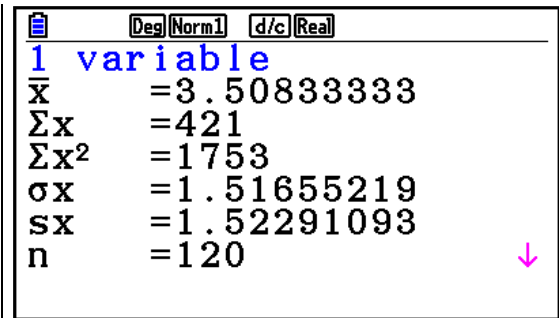 Deg Norm1 d/c Real
1 variable
x̄ =3.50833333
Σx =421
Σx² =1753
σx =1.51655219
sx =1.52291093
n =120 ↓